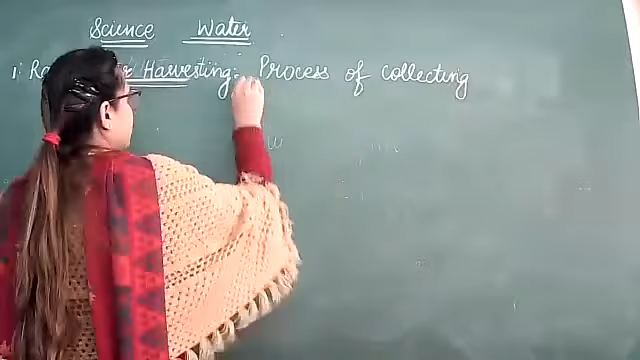 Science Water
1: Harvesting:- Process of collecting